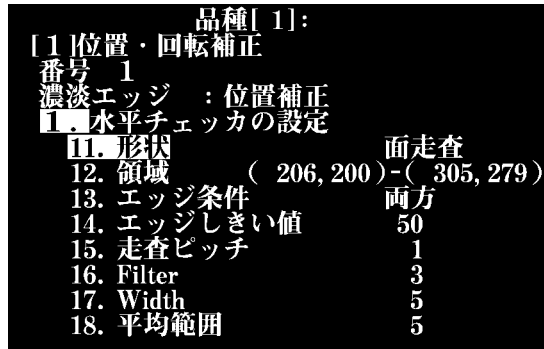 品種[ 1]:
[1]位置・回転補正
番号 1
濃淡エッジ :位置補正
1.水平チェッカの設定
11. 形状 面走査
12. 領域 ( 206,200)-( 305,279)
13. エッジ条件 両方
14. エッジしきい値 50
15. 走査ピッチ 1
16. Filter 3
17. Width 5
18. 平均範囲 5